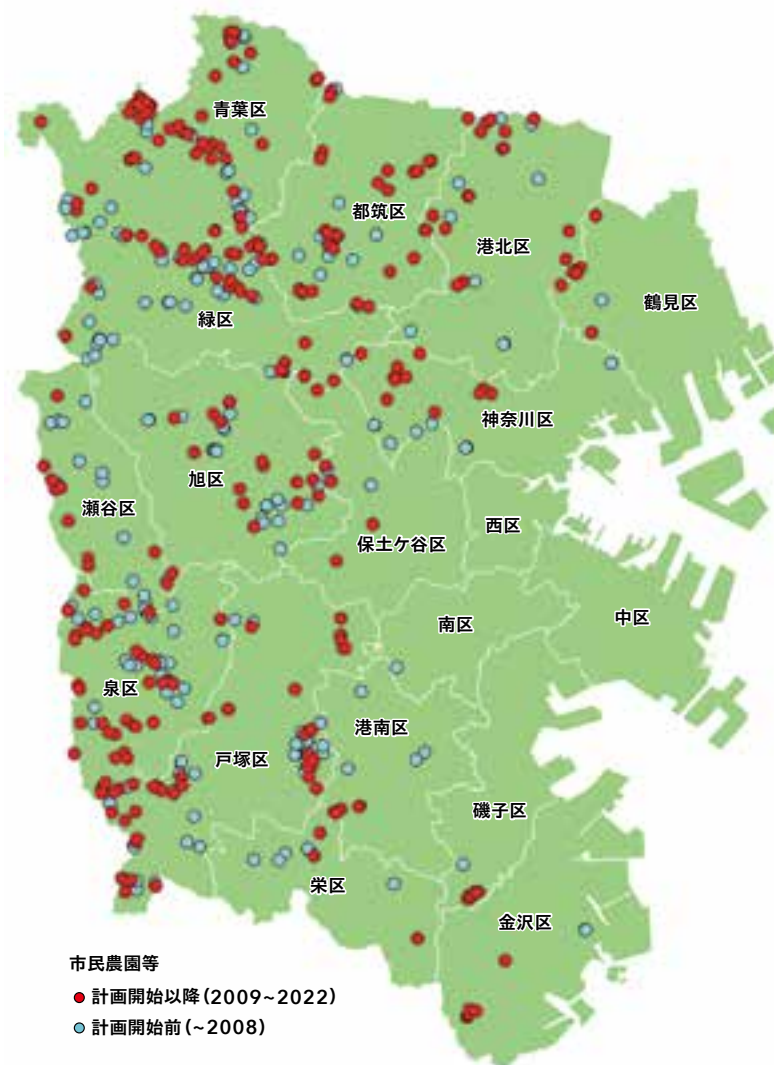 青葉区
都筑区
港北区
鶴見区
緑区
神奈川区
旭区
瀬谷区
保土ケ谷区
西区
中区
南区
泉区
港南区
戸塚区
磯子区
栄区
金沢区
市民農園等
計画開始以降(2009~2022)
計画開始前(~2008)